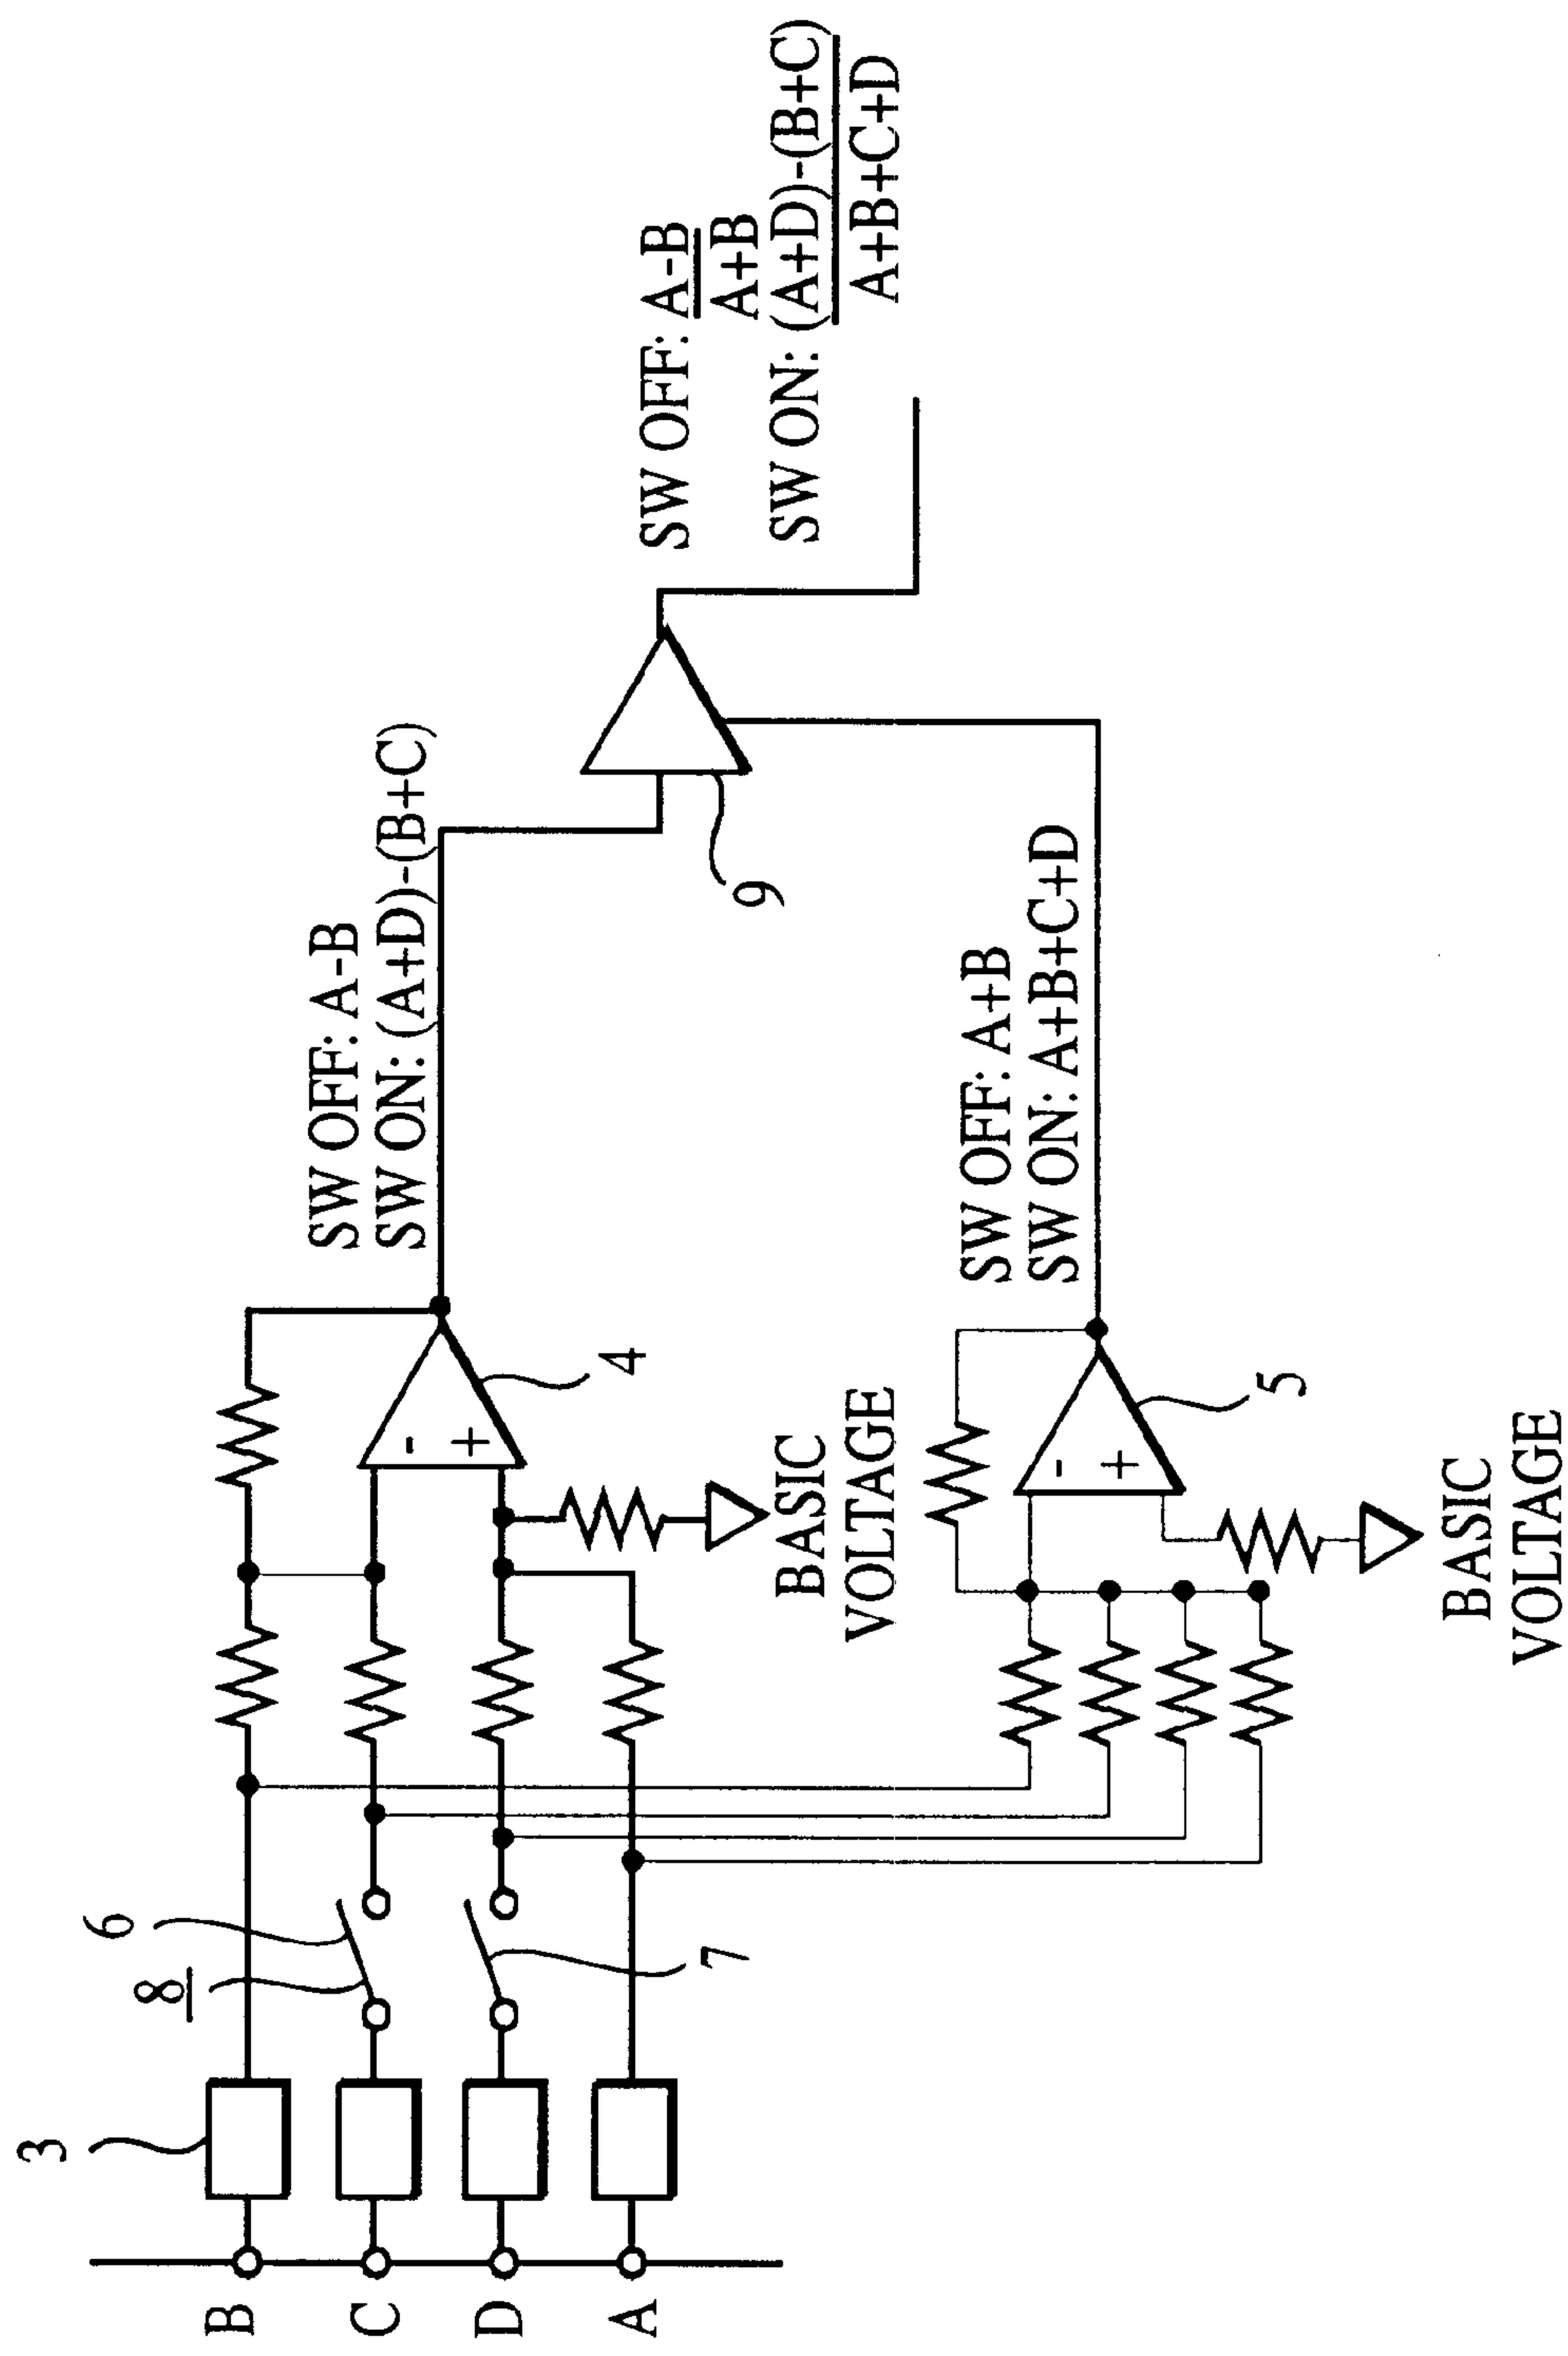 SW OFF: A-B
A+B
SW ON: (A+D)-(B+C)
A+B+C+D
SW OFF: A-B
SW ON: (A+D)-(B+C)
9
SW OFF: A+B
SW ON: A+B+C+D
-
+
4
BASIC
VOLTAGE
-
+
5
BASIC
VOLTAGE
6
8
7
3
B
C
D
A